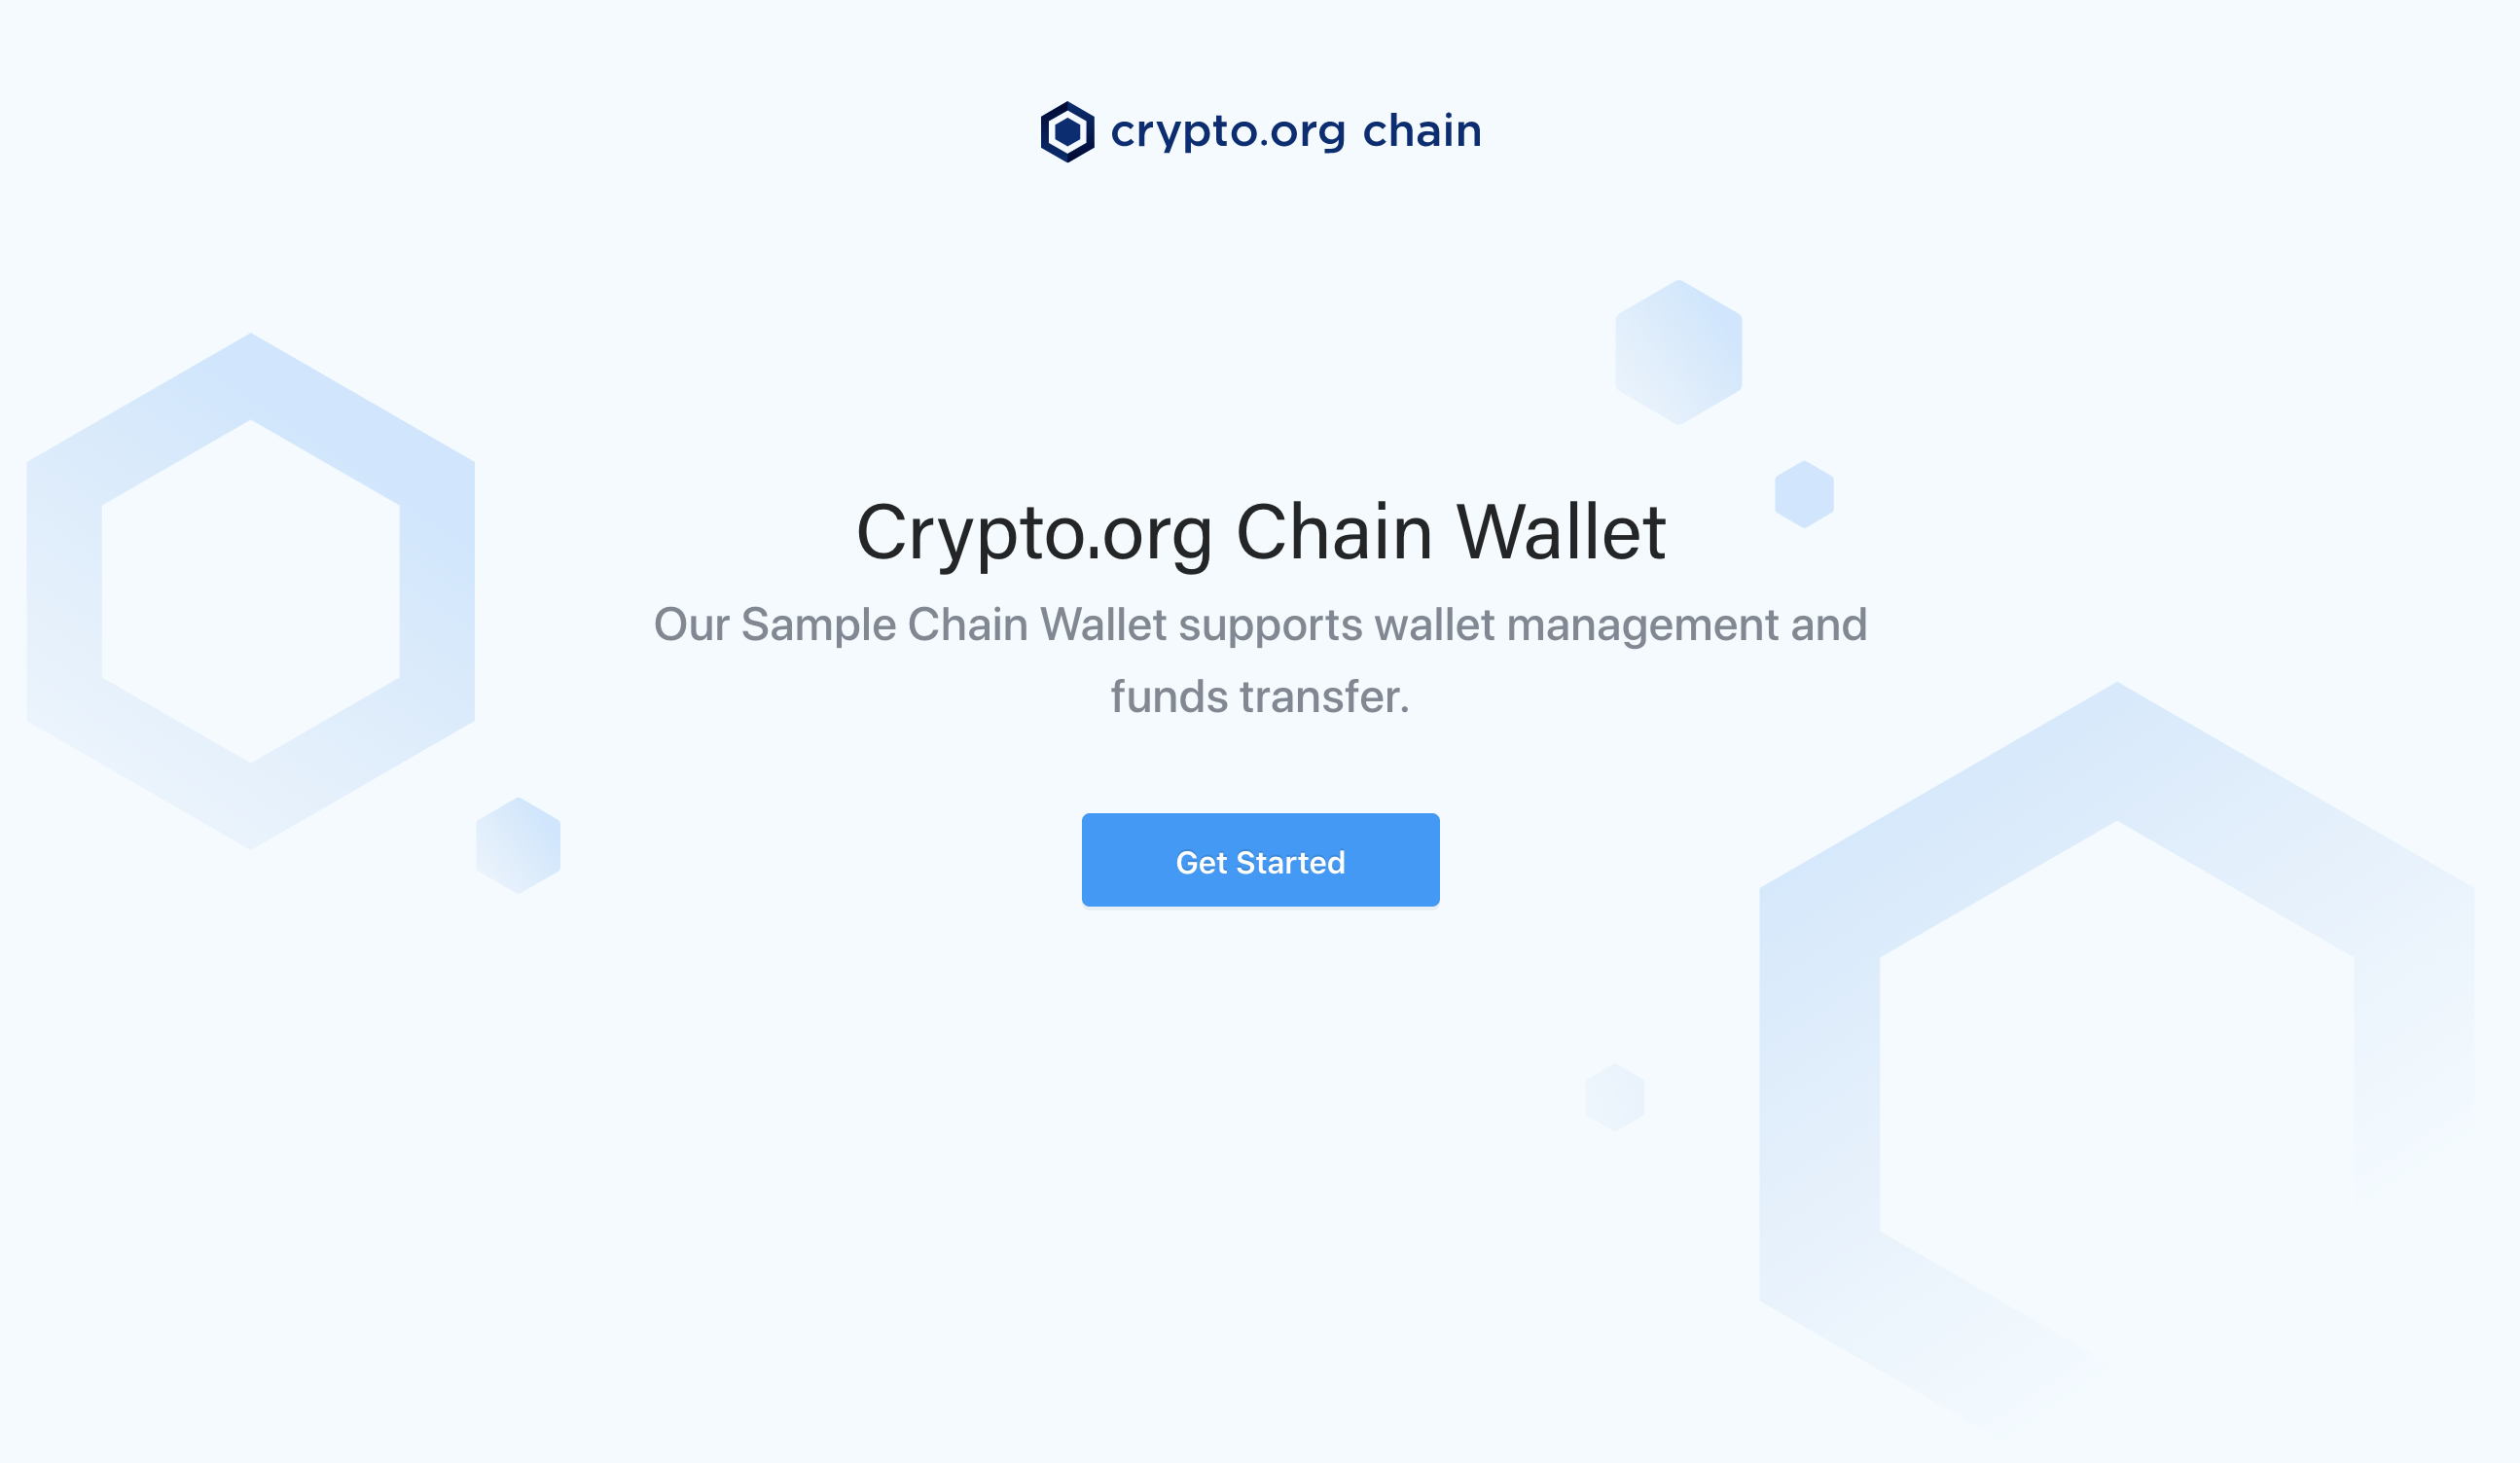 crypto.org chain
Crypto.org Chain Wallet
Our Sample Chain Wallet supports wallet management and
funds transfer.
Get Started